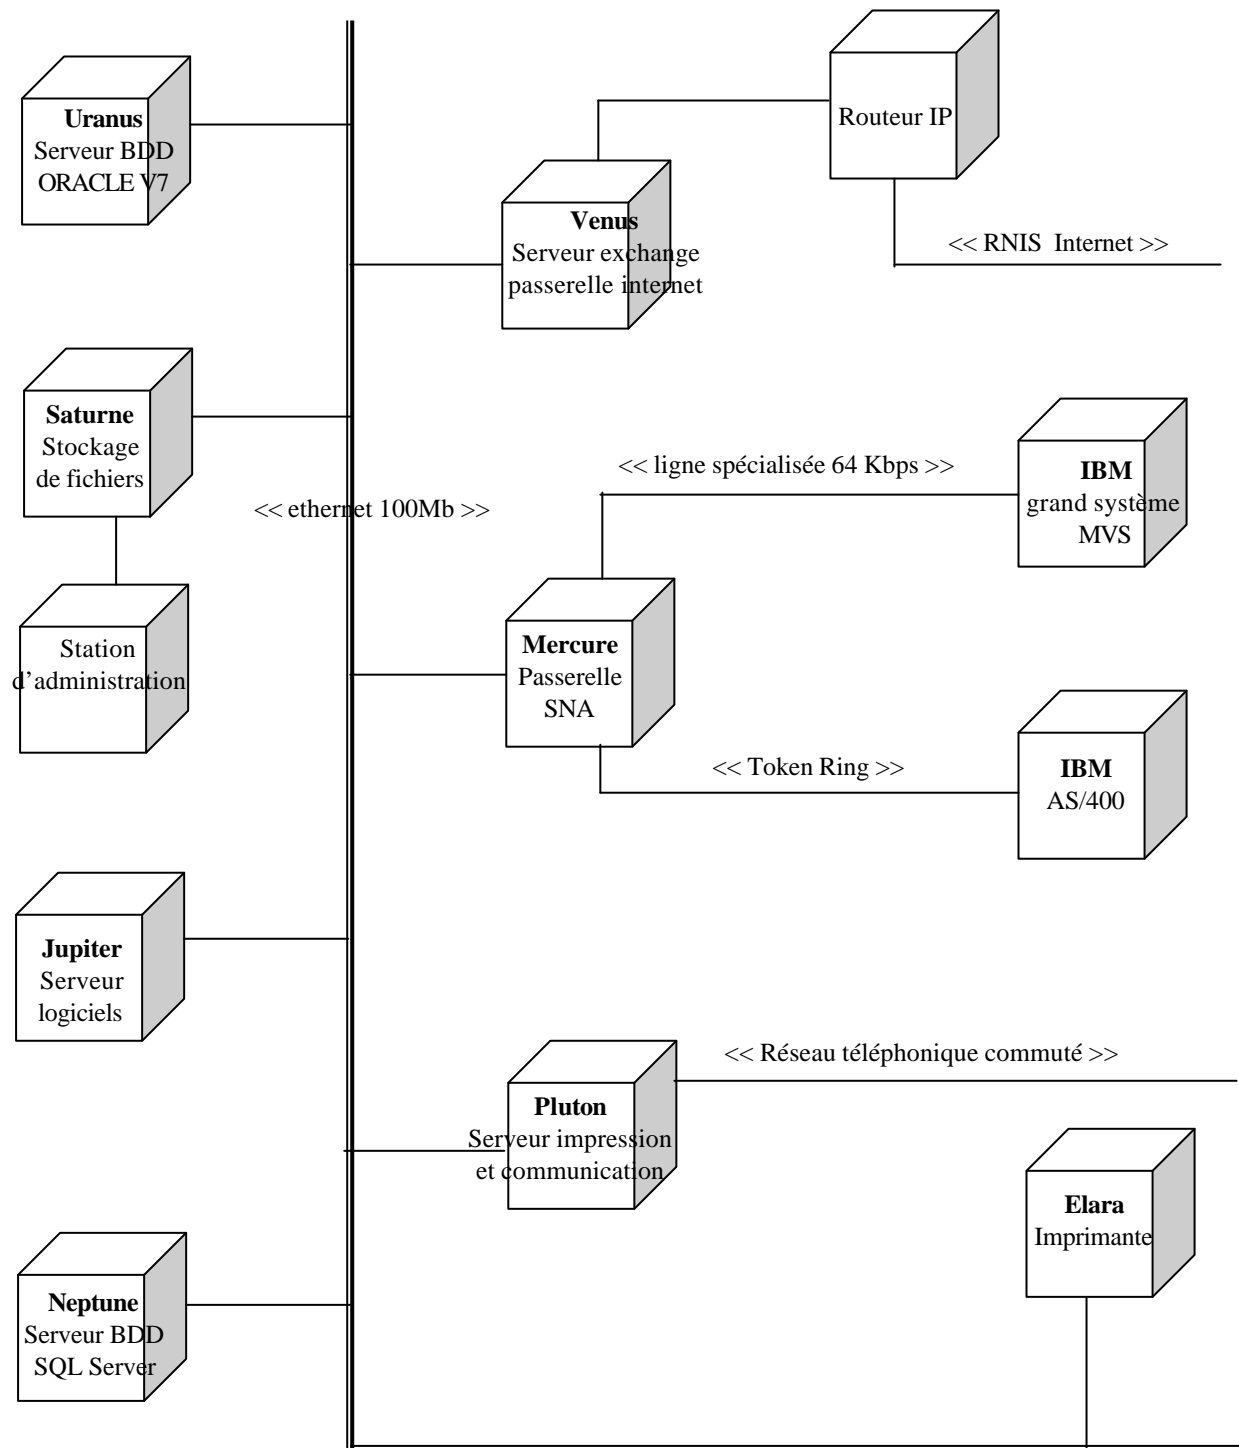 Uranus
Serveur BDD
ORACLE V7
Routeur IP
Venus
Serveur exchange
passerelle internet
<< RNIS Internet >>
Saturne
Stockage
de fichiers
<< ethernet 100Mb >>
<< ligne spécialisée 64 Kbps >>
IBM
grand système
MVS
Station
d’administration
Mercure
Passerelle
SNA
<< Token Ring >>
IBM
AS/400
Jupiter
Serveur
logiciels
<< Réseau téléphonique commuté >>
Pluton
Serveur impression
et communication
Elara
Imprimante
Neptune
Serveur BDD
SQL Server